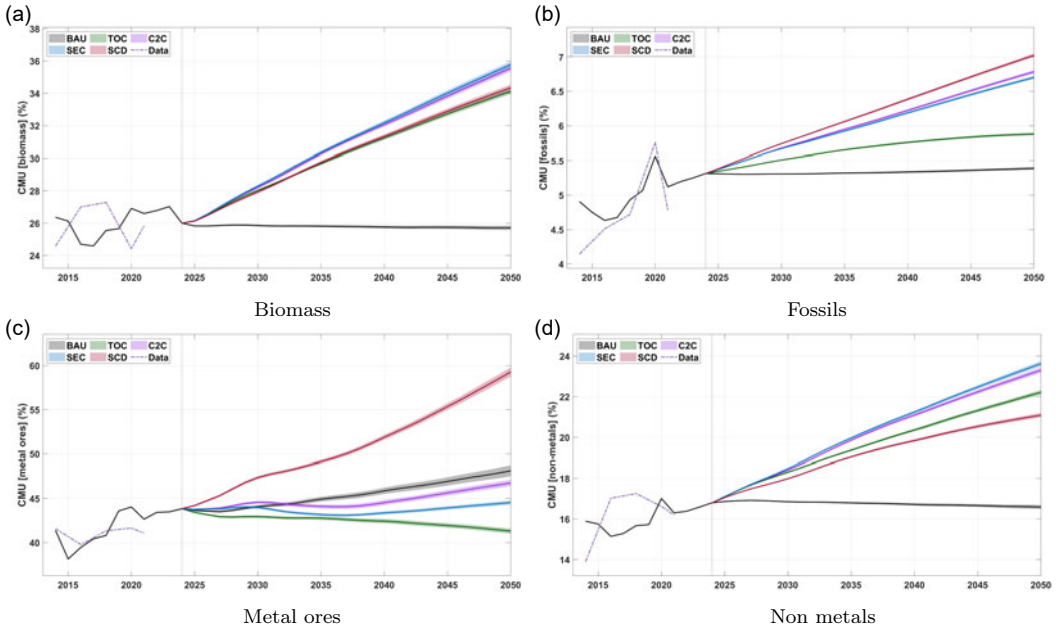 (a)
38
36
34
32
30
28
26
24
CMU [biomass] (%)
BAU TOC C2C
SEC SCD Data
2015 2020 2025 2030 2035 2040 2045 2050
Biomass
(b)
7
6.5
6
5.5
5
4.5
4
CMU [fossils] (%)
BAU TOC C2C
SEC SCD Data
2015 2020 2025 2030 2035 2040 2045 2050
Fossils
(c)
60
55
50
45
40
CMU [metal ores] (%)
BAU TOC C2C
SEC SCD Data
2015 2020 2025 2030 2035 2040 2045 2050
Metal ores
(d)
24
22
20
18
16
14
CMU [non-metals] (%)
BAU TOC C2C
SEC SCD Data
2015 2020 2025 2030 2035 2040 2045 2050
Non metals